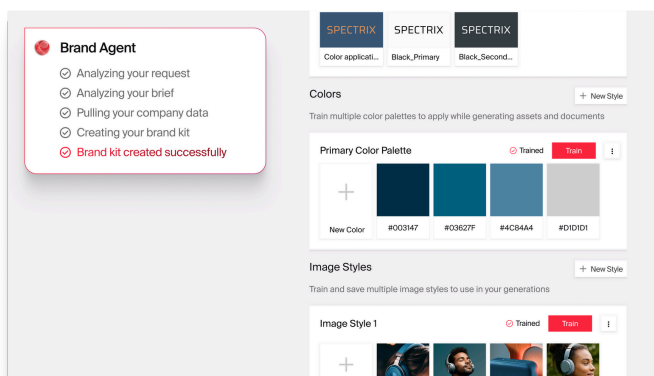 Brand Agent
Analyzing your request
Analyzing your brief
Pulling your company data
Creating your brand kit
Brand kit created successfully
SPECTRIX SPECTRIX SPECTRIX
Color applicati... Black_Primary Black_Second...
Colors + New Style
Train multiple color palettes to apply while generating assets and documents
Primary Color Palette Trained Train
New Color #003147 #03627F #4C84A4 #D1D1D1
Image Styles + New Style
Train and save multiple image styles to use in your generations
Image Style 1 Trained Train